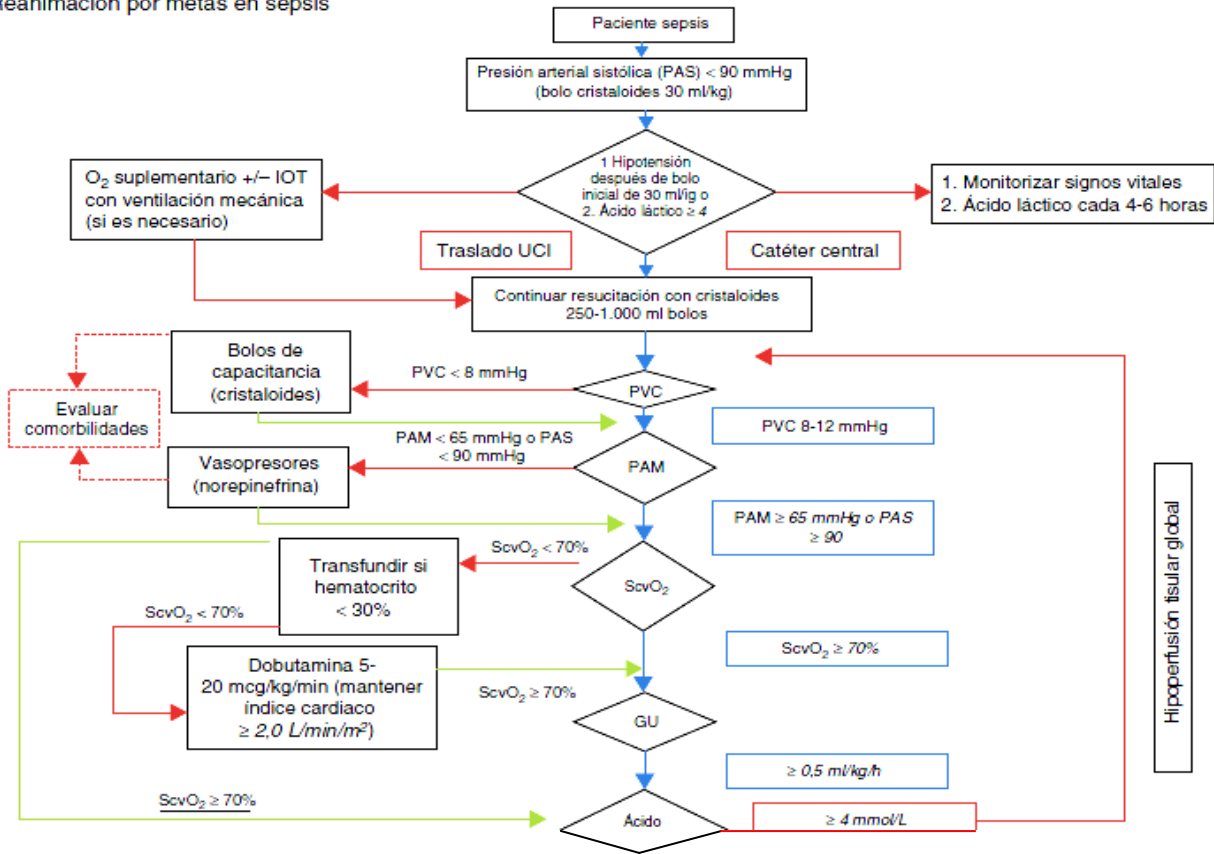 Reanimación por metas en sepsis
Paciente sepsis
Presión arterial sistólica (PAS) < 90 mmHg
(bolo cristaloides 30 ml/kg)
1 Hipotensión
después de bolo
inicial de 30 ml/ig o
2. Ácido láctico ≥ 4
O₂ suplementario +/− IOT
con ventilación mecánica
(si es necesario)
1. Monitorizar signos vitales
2. Ácido láctico cada 4-6 horas
Traslado UCI
Catéter central
Continuar resucitación con cristaloides
250-1.000 ml bolos
Bolos de
capacitancia
(cristaloides)
PVC < 8 mmHg
PVC
Evaluar
comorbilidades
PVC 8-12 mmHg
PAM < 65 mmHg o PAS
< 90 mmHg
Vasopresores
(norepinefrina)
PAM
PAM ≥ 65 mmHg o PAS
≥ 90
ScvO₂ < 70%
Transfundir si
hematocrito
< 30%
ScvO₂
ScvO₂ < 70%
ScvO₂ ≥ 70%
Dobutamina 5-
20 mcg/kg/min (mantener
índice cardiaco
≥ 2,0 L/min/m²)
ScvO₂ ≥ 70%
GU
≥ 0,5 ml/kg/h
ScvO₂ ≥ 70%
Ácido
≥ 4 mmol/L
Hipoperfusión tisular global